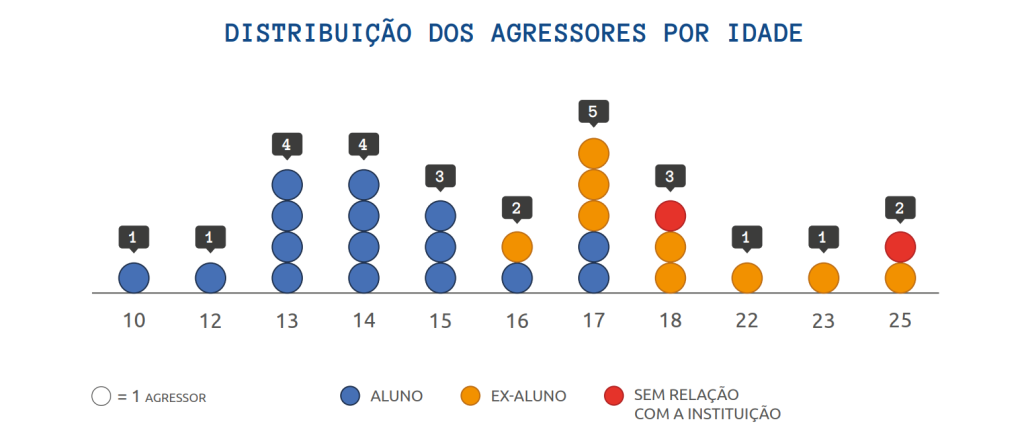 DISTRIBUIÇÃO DOS AGRESSORES POR IDADE
1 1 4 4 3 2 5 3 1 1 2
10 12 13 14 15 16 17 18 22 23 25
= 1 AGRESSOR
ALUNO
EX-ALUNO
SEM RELAÇÃO
COM A INSTITUIÇÃO